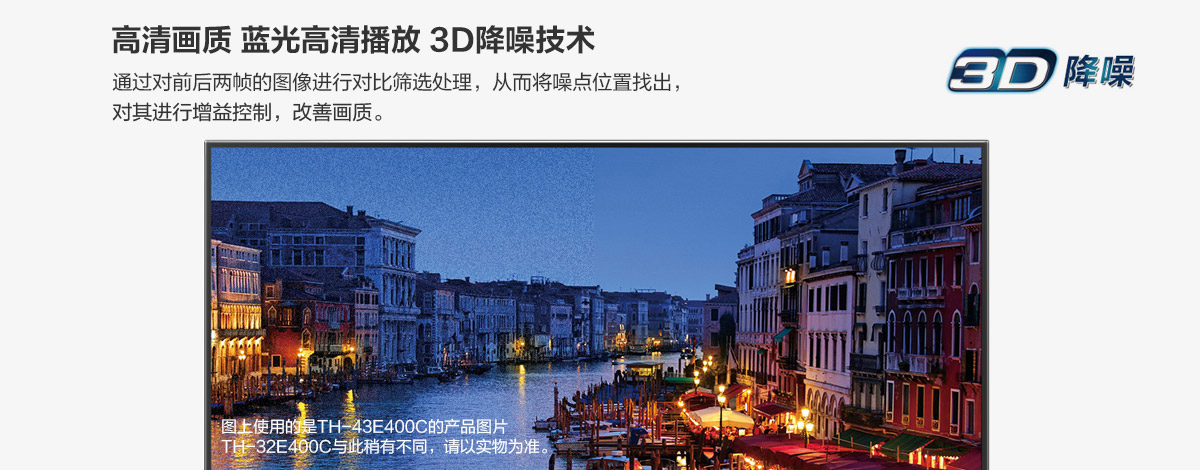 高清画质 蓝光高清播放 3D降噪技术
通过对前后两帧的图像进行对比筛选处理，从而将噪点位置找出，
对其进行增益控制，改善画质。
3D 降噪
图上使用的是TH-43E400C的产品图片
TH-32E400C与此稍有不同，请以实物为准。